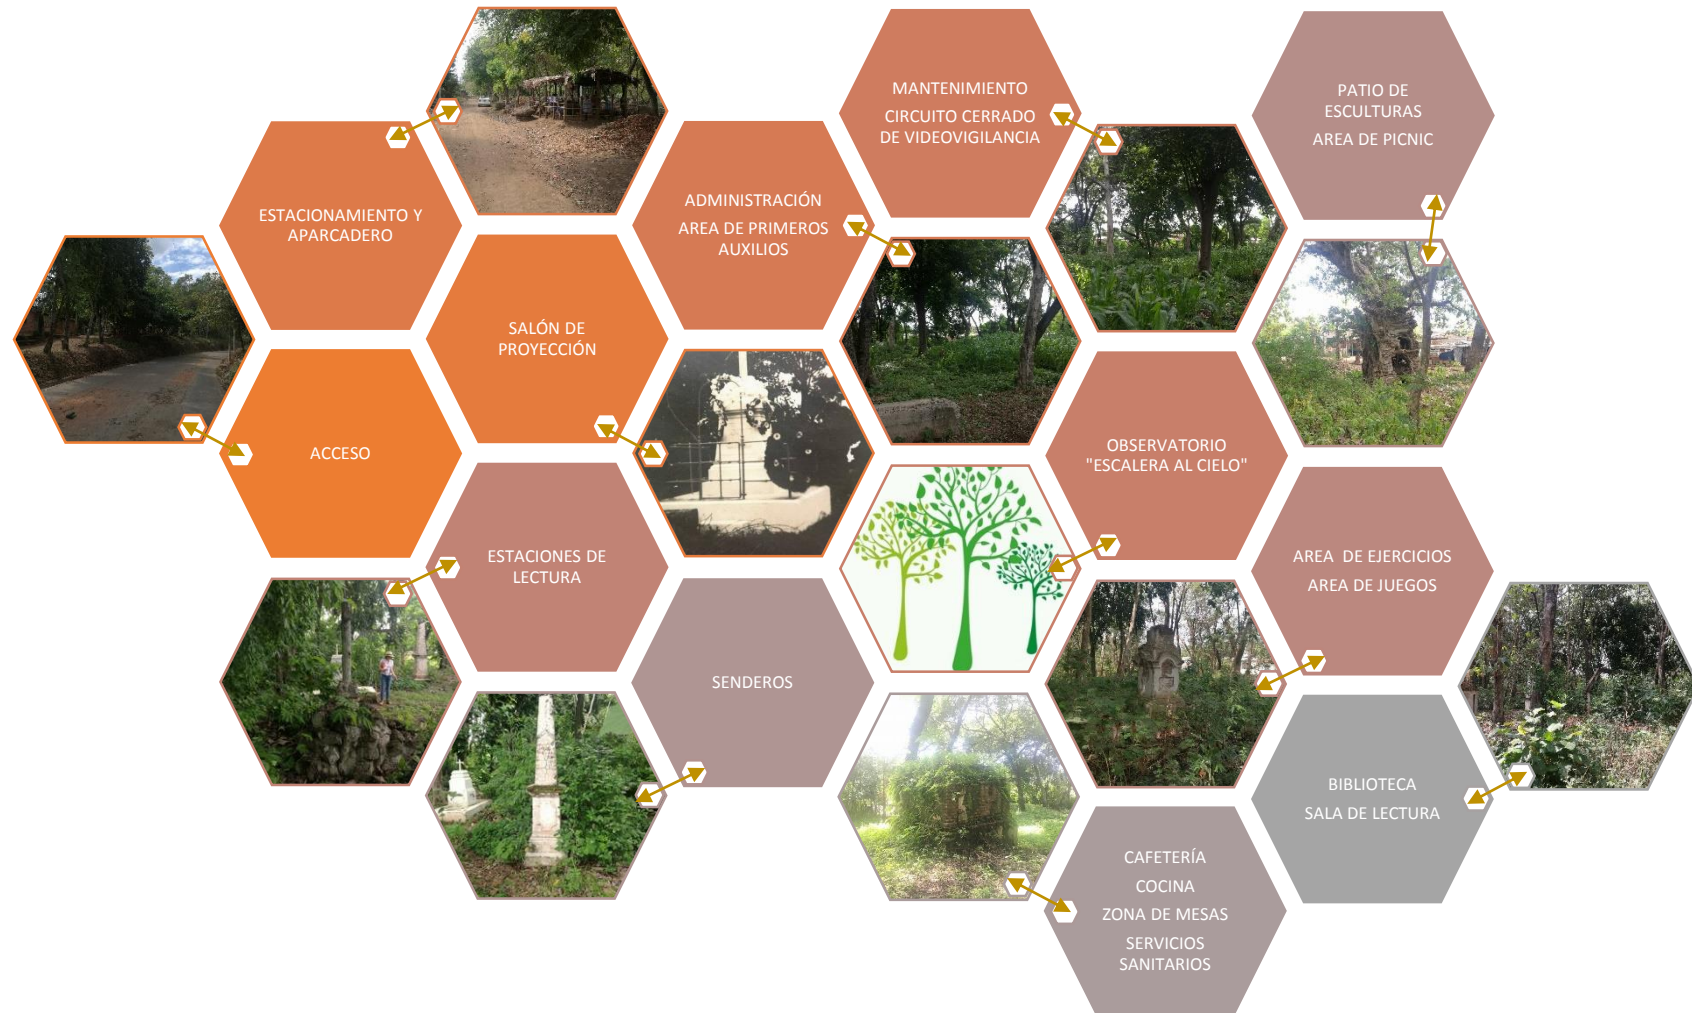 MANTENIMIENTO
CIRCUITO CERRADO
DE VIDEOVIGILANCIA
PATIO DE
ESCULTURAS
AREA DE PICNIC
ESTACIONAMIENTO Y
APARCADERO
ADMINISTRACIÓN
AREA DE PRIMEROS
AUXILIOS
SALÓN DE
PROYECCIÓN
ACCESO
OBSERVATORIO
"ESCALERA AL CIELO"
ESTACIONES DE
LECTURA
AREA  DE EJERCICIOS
AREA DE JUEGOS
SENDEROS
BIBLIOTECA
SALA DE LECTURA
CAFETERÍA
COCINA
ZONA DE MESAS
SERVICIOS
SANITARIOS